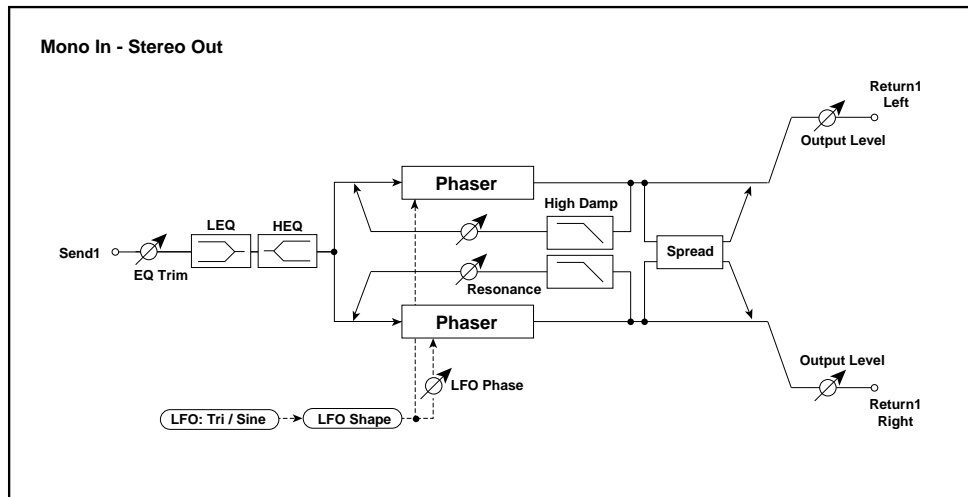 Mono In - Stereo Out
Return1
Left
Output Level
Phaser
High Damp
LEQ
HEQ
Send1
EQ Trim
Spread
Resonance
Phaser
Output Level
LFO Phase
Return1
Right
LFO: Tri / Sine
LFO Shape